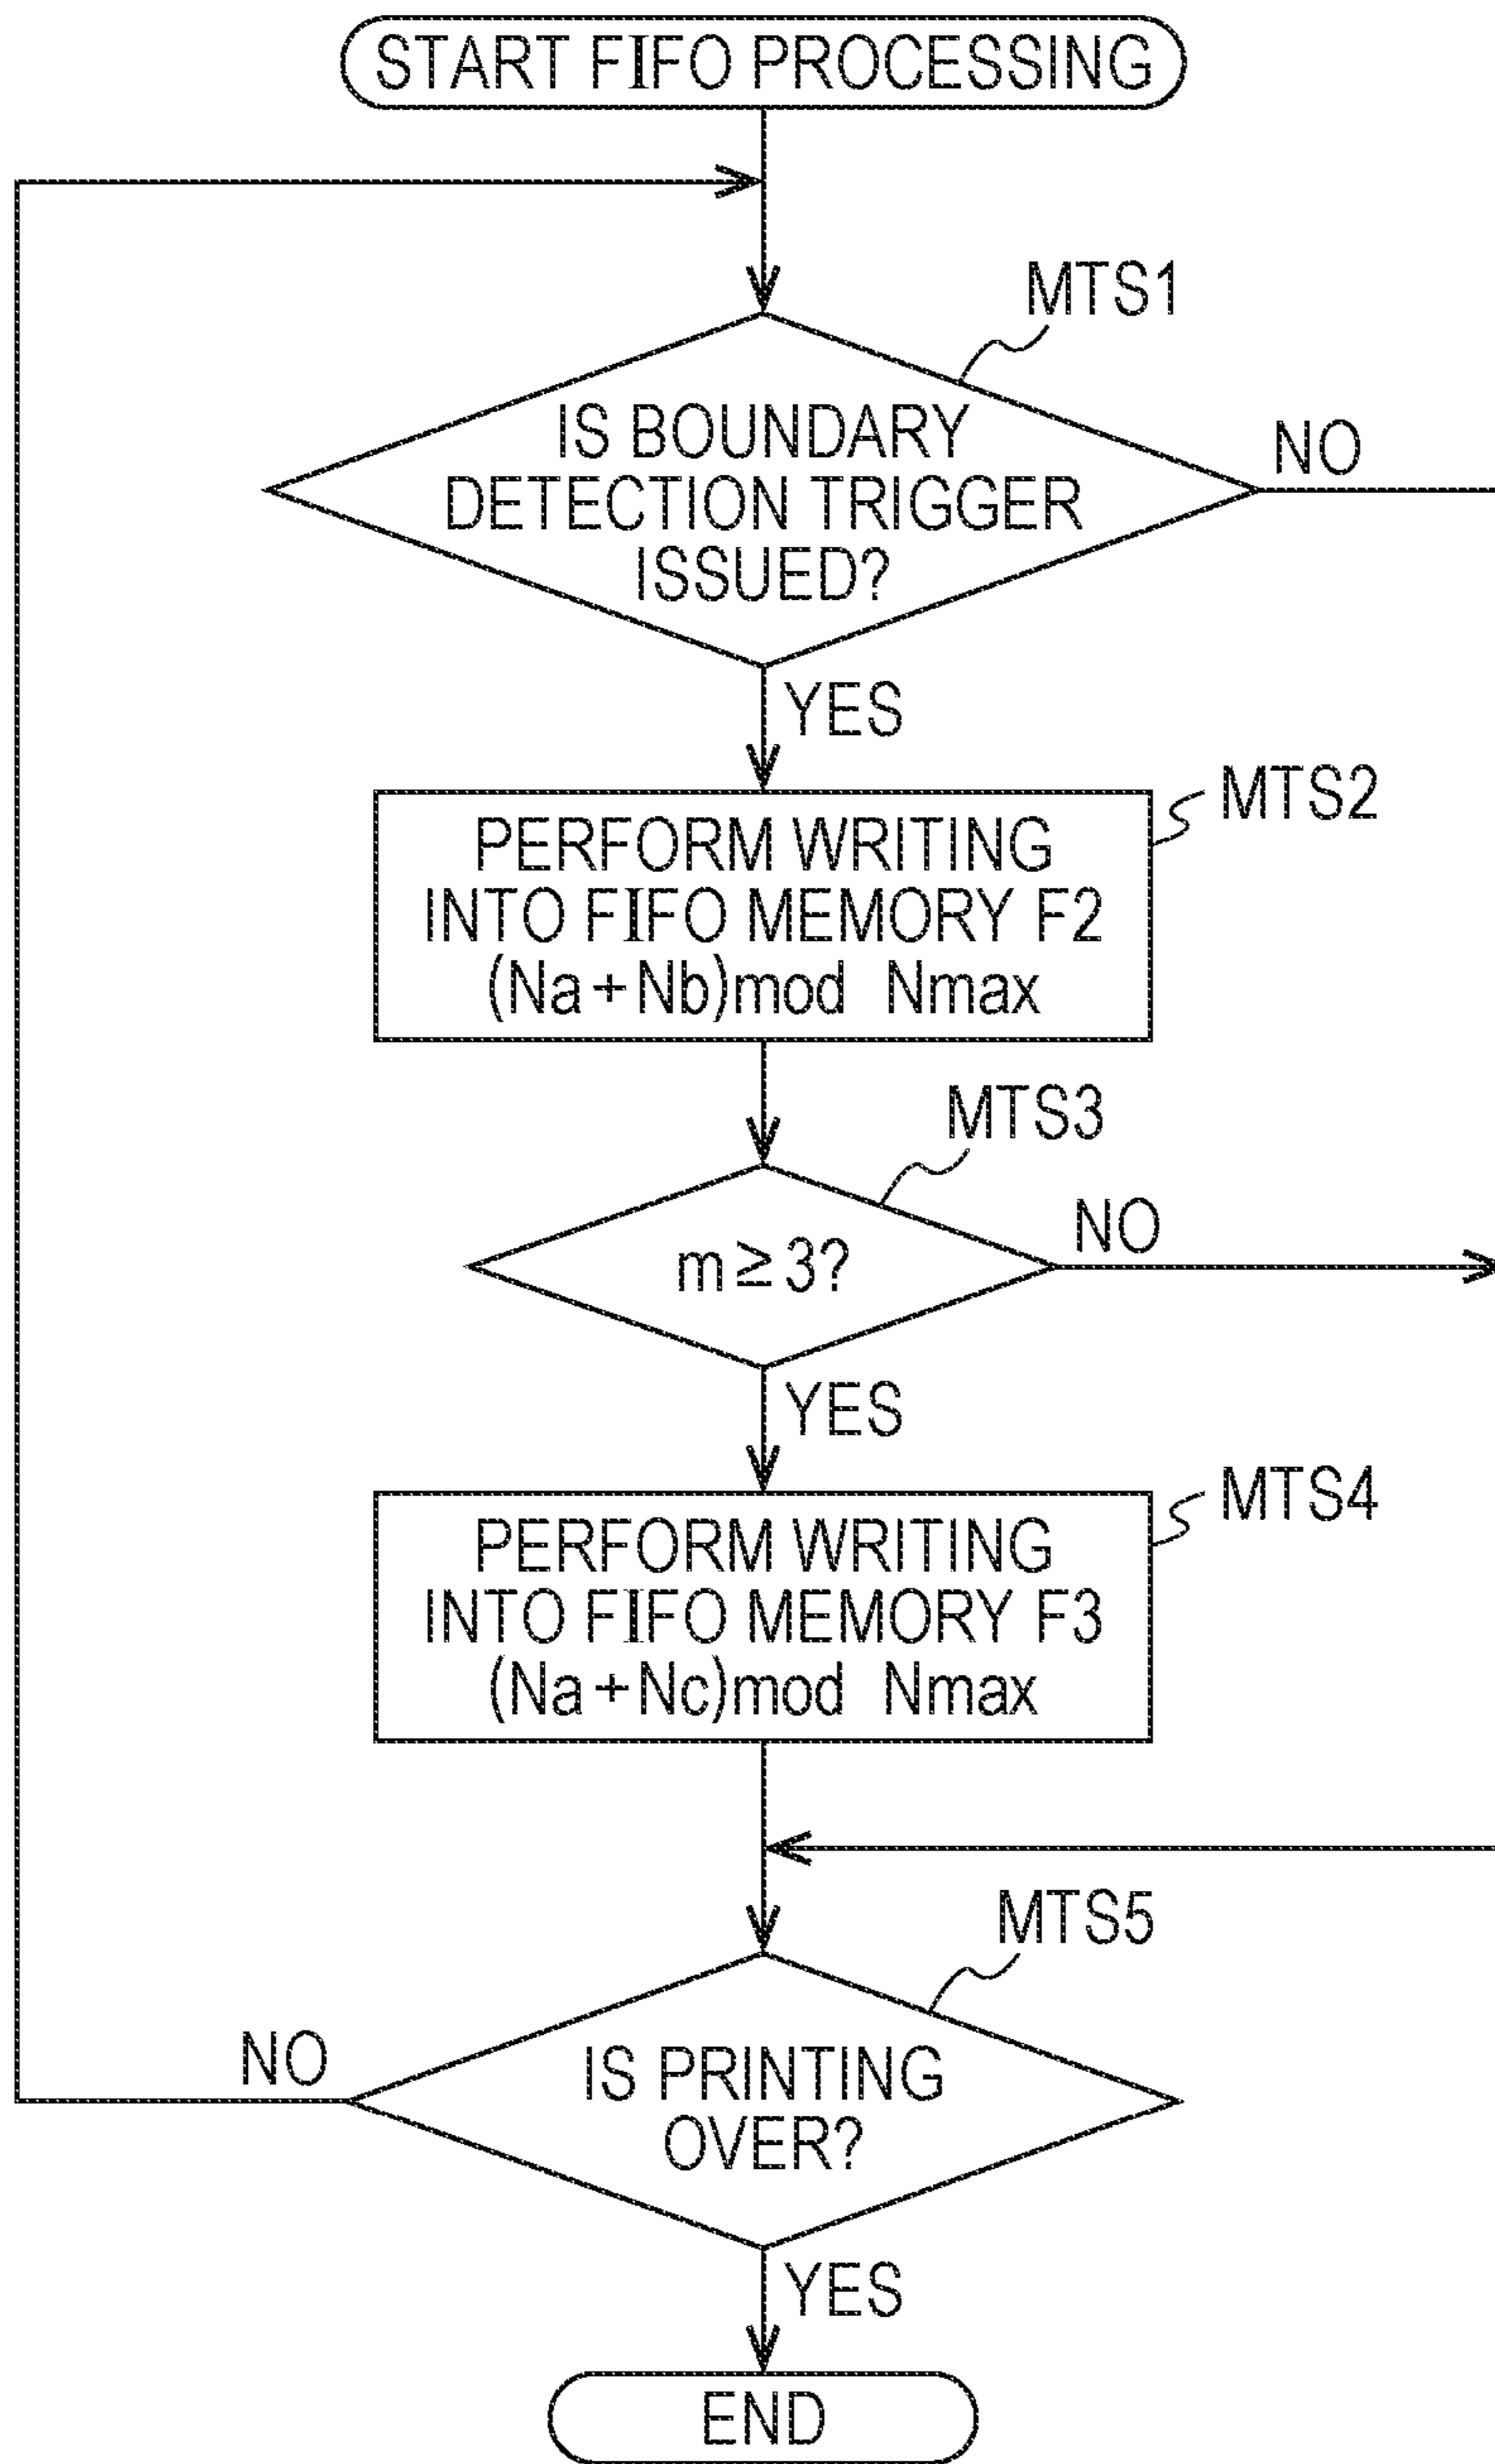 START FIFO PROCESSING
MTS1
IS BOUNDARY
DETECTION TRIGGER
ISSUED?
NO
YES
MTS2
PERFORM WRITING
INTO FIFO MEMORY F2
(Na + Nb)mod Nmax
MTS3
m ≥ 3?
NO
YES
MTS4
PERFORM WRITING
INTO FIFO MEMORY F3
(Na + Nc)mod Nmax
MTS5
IS PRINTING
OVER?
NO
YES
END